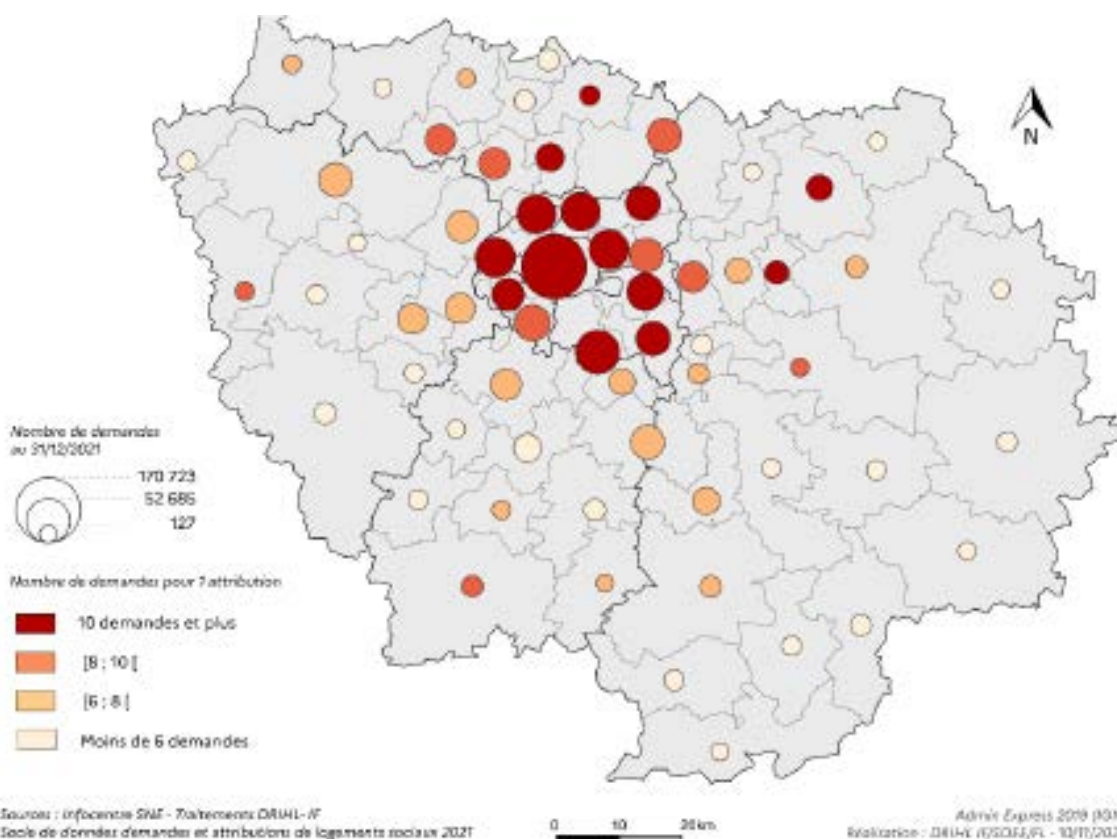 N
Nombre de demandes
au 31/12/2021
170 723
52 685
127
Nombre de demandes pour 1 attribution
10 demandes et plus
[8 ; 10 [
[6 ; 8 [
Moins de 6 demandes
Sources : Infocentre SNE - Traitements DRIHL-IF
Socle de données demandes et attributions de logements sociaux 2021
0 10 20 km
Admin Express 2019
Réalisation : DRIHL